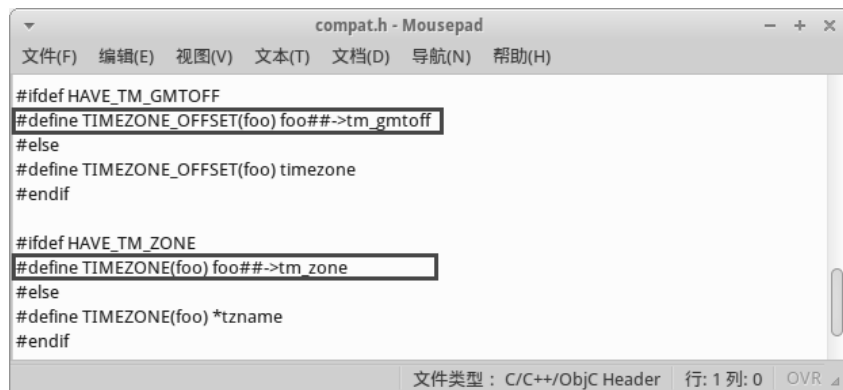 compat.h - Mousepad
文件(F) 编辑(E) 视图(V) 文本(T) 文档(D) 导航(N) 帮助(H)
#ifdef HAVE_TM_GMTOFF
#define TIMEZONE_OFFSET(foo) foo##->tm_gmtoff
#else
#define TIMEZONE_OFFSET(foo) timezone
#endif
#ifdef HAVE_TM_ZONE
#define TIMEZONE(foo) foo##->tm_zone
#else
#define TIMEZONE(foo) *tzname
#endif
文件类型： C/C++/ObjC Header 行: 1 列: 0 OVR